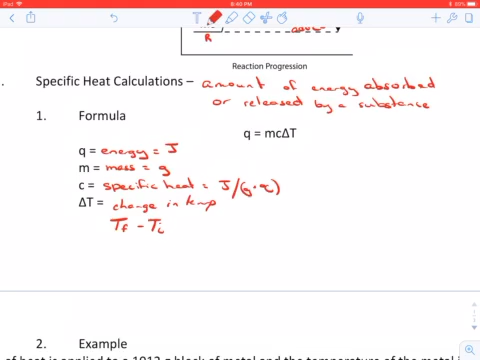 iPad
8:40 PM
89%
R
Reaction Progression
Specific Heat Calculations – amount of energy absorbed
or released by a substance
1. Formula
q = mcΔT
q = energy = J
m = mass = g
c = specific heat = J/(g·°C)
ΔT = change in temp
Tf - Ti
2. Example
of heat is applied to a 1012 g block of metal and the temperature of the metal i